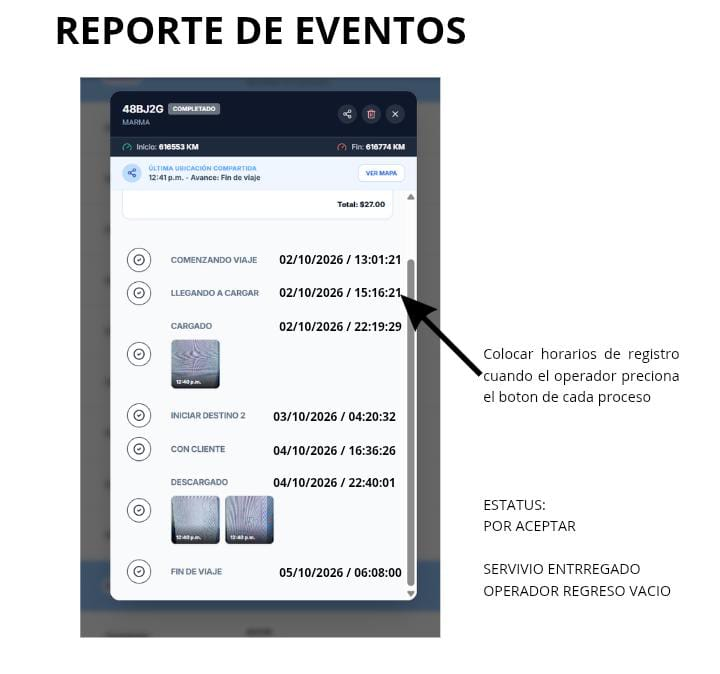 REPORTE DE EVENTOS
48BJ2G COMPLETADO
MARMA
Inicio: 616553 KM
Fin: 616774 KM
ÚLTIMA UBICACIÓN COMPARTIDA
12:41 p.m. - Avance: Fin de viaje
VER MAPA
Total: $27.00
COMENZANDO VIAJE 02/10/2026 / 13:01:21
LLEGANDO A CARGAR 02/10/2026 / 15:16:21
CARGADO 02/10/2026 / 22:19:29
12:40 p.m.
INICIAR DESTINO 2 03/10/2026 / 04:20:32
CON CLIENTE 04/10/2026 / 16:36:26
DESCARGADO 04/10/2026 / 22:40:01
12:40 p.m. 12:40 p.m.
FIN DE VIAJE 05/10/2026 / 06:08:00
Colocar horarios de registro
cuando el operador preciona
el boton de cada proceso
ESTATUS:
POR ACEPTAR
SERVIVIO ENTRREGADO
OPERADOR REGRESO VACIO